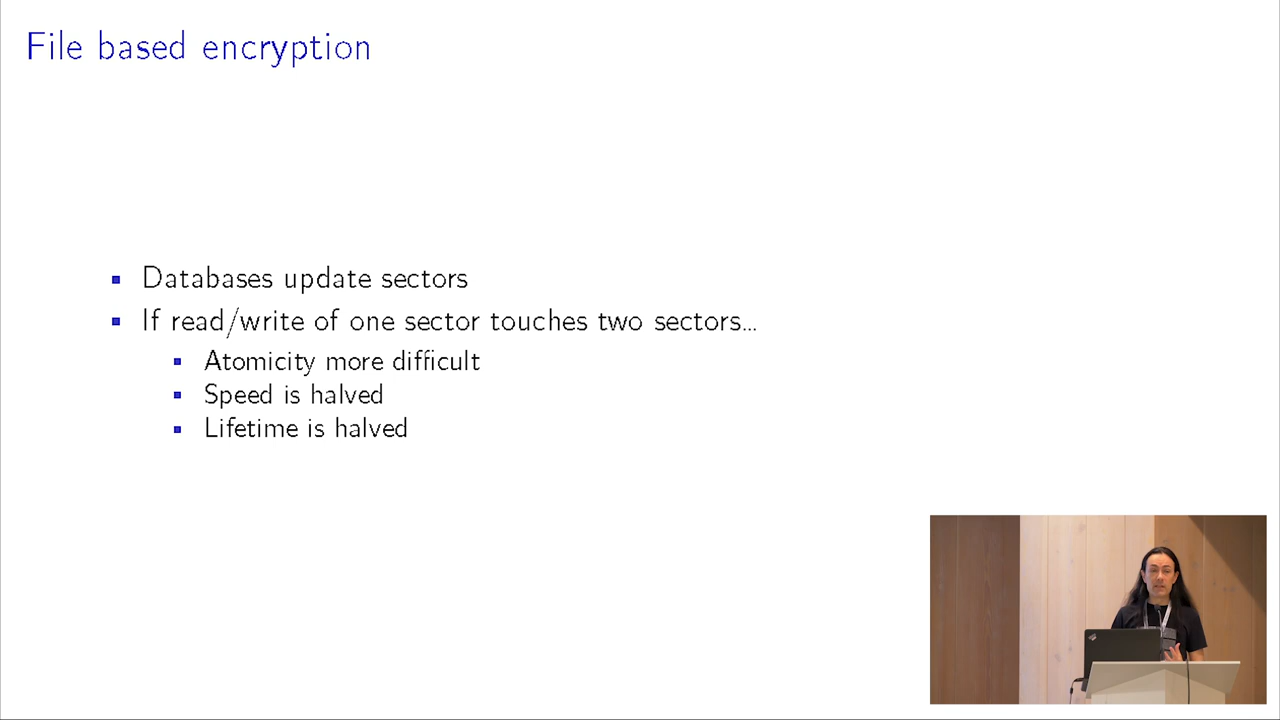 File based encryption
Databases update sectors
If read/write of one sector touches two sectors...
Atomicity more difficult
Speed is halved
Lifetime is halved